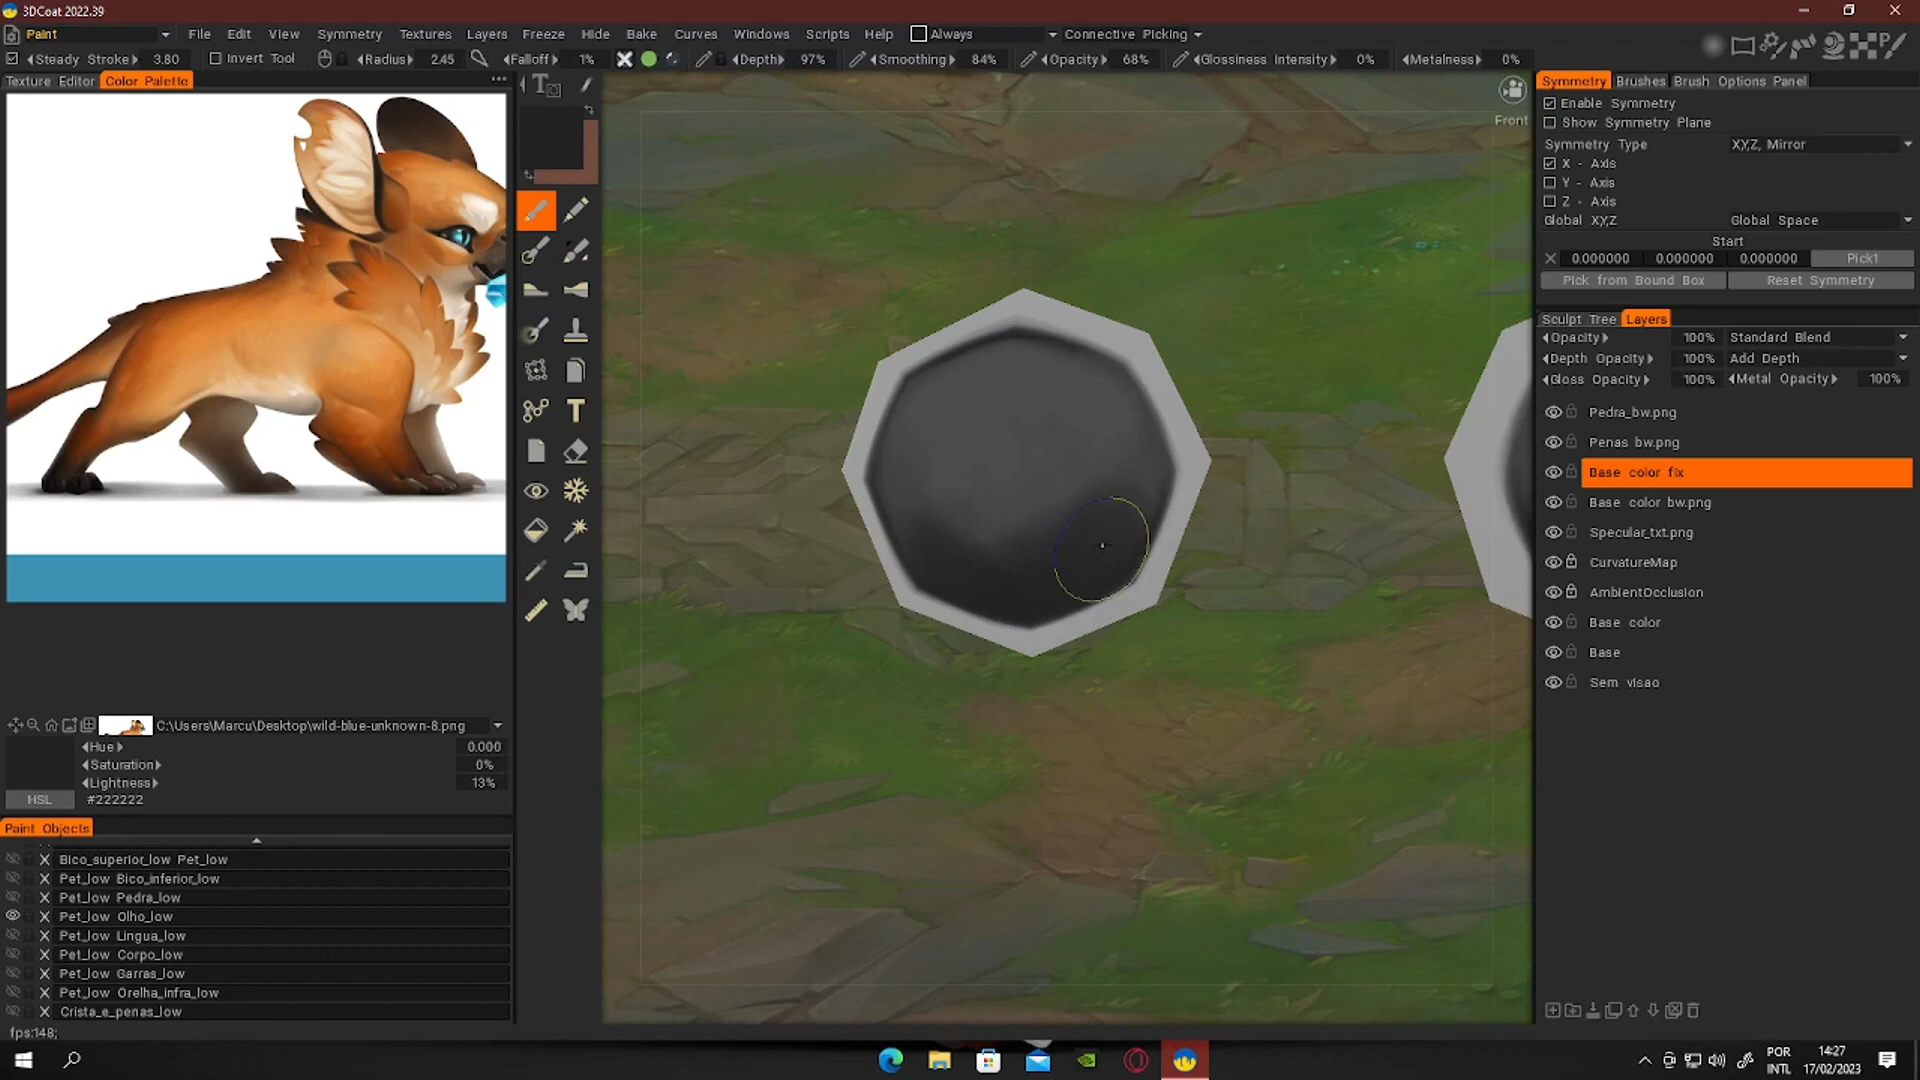 3DCoat 2022.39
Paint File Edit View Symmetry Textures Layers Freeze Hide Bake Curves Windows Scripts Help Always Connective Picking
Steady Stroke 3.80 Invert Tool Radius 2.45 Falloff 1% Depth 97% Smoothing 84% Opacity 68% Glossiness Intensity 0% Metalness 0%
Texture Editor Color Palette
Symmetry Brushes Brush Options Panel
Enable Symmetry
Show Symmetry Plane
Symmetry Type XYZ, Mirror
X - Axis
Y - Axis
Z - Axis
Global XYZ Global Space
Start
0.000000 0.000000 0.000000 Pick1
Pick from Bound Box Reset Symmetry
Front
Sculpt Tree Layers
Opacity 100% Standard Blend
Depth Opacity 100% Add Depth
Gloss Opacity 100% Metal Opacity 100%
Pedra_bw.png
Penas bw.png
Base color fix
Base color bw.png
Specular_txt.png
CurvatureMap
AmbientOcclusion
Base color
Base
Sem visao
C:\Users\Marcu\Desktop\wild-blue-unknown-8.png
Hue 0.000
Saturation 0%
Lightness 13%
HSL #222222
Paint Objects
X Bico_superior_low Pet_low
X Pet_low Bico_inferior_low
X Pet_low Pedra_low
X Pet_low Olho_low
X Pet_low Lingua_low
X Pet_low Corpo_low
X Pet_low Garras_low
X Pet_low Orelha_infra_low
X Crista_e_penas_low
fps:148;
POR
INTL
14:27
17/02/2023